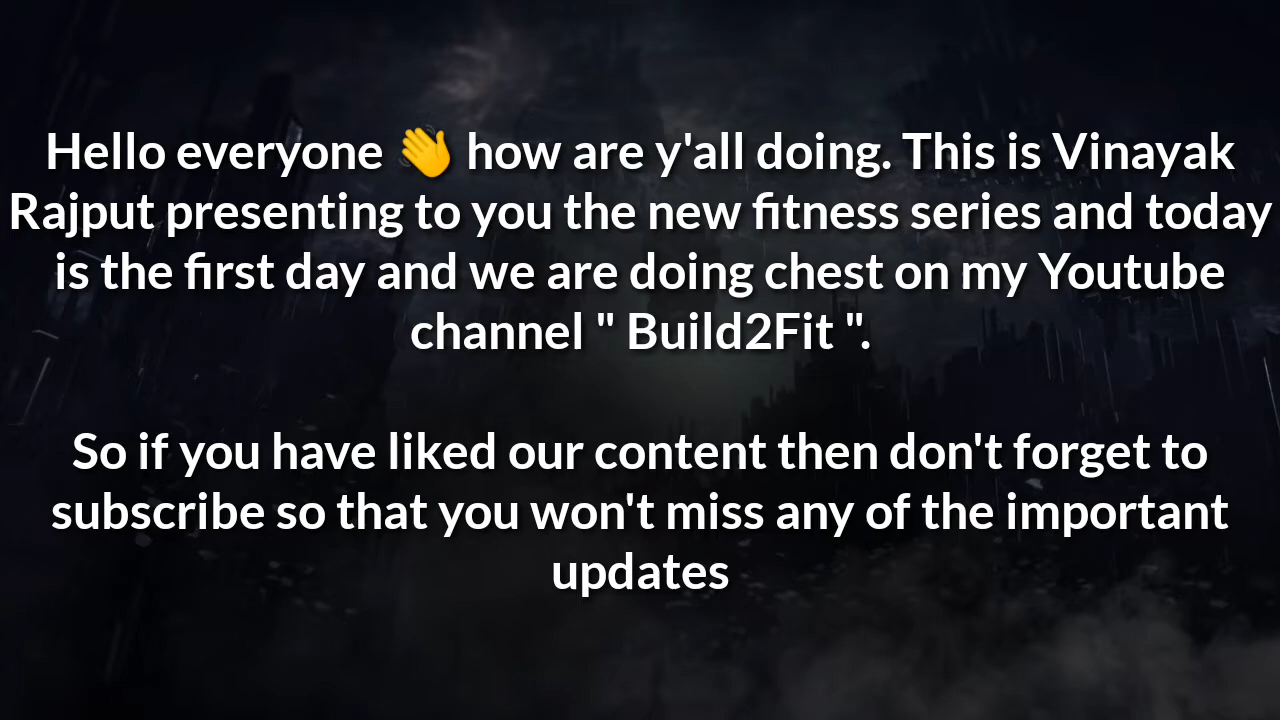 Hello everyone 👋 how are y'all doing. This is Vinayak
Rajput presenting to you the new fitness series and today
is the first day and we are doing chest on my Youtube
channel " Build2Fit ".
So if you have liked our content then don't forget to
subscribe so that you won't miss any of the important
updates